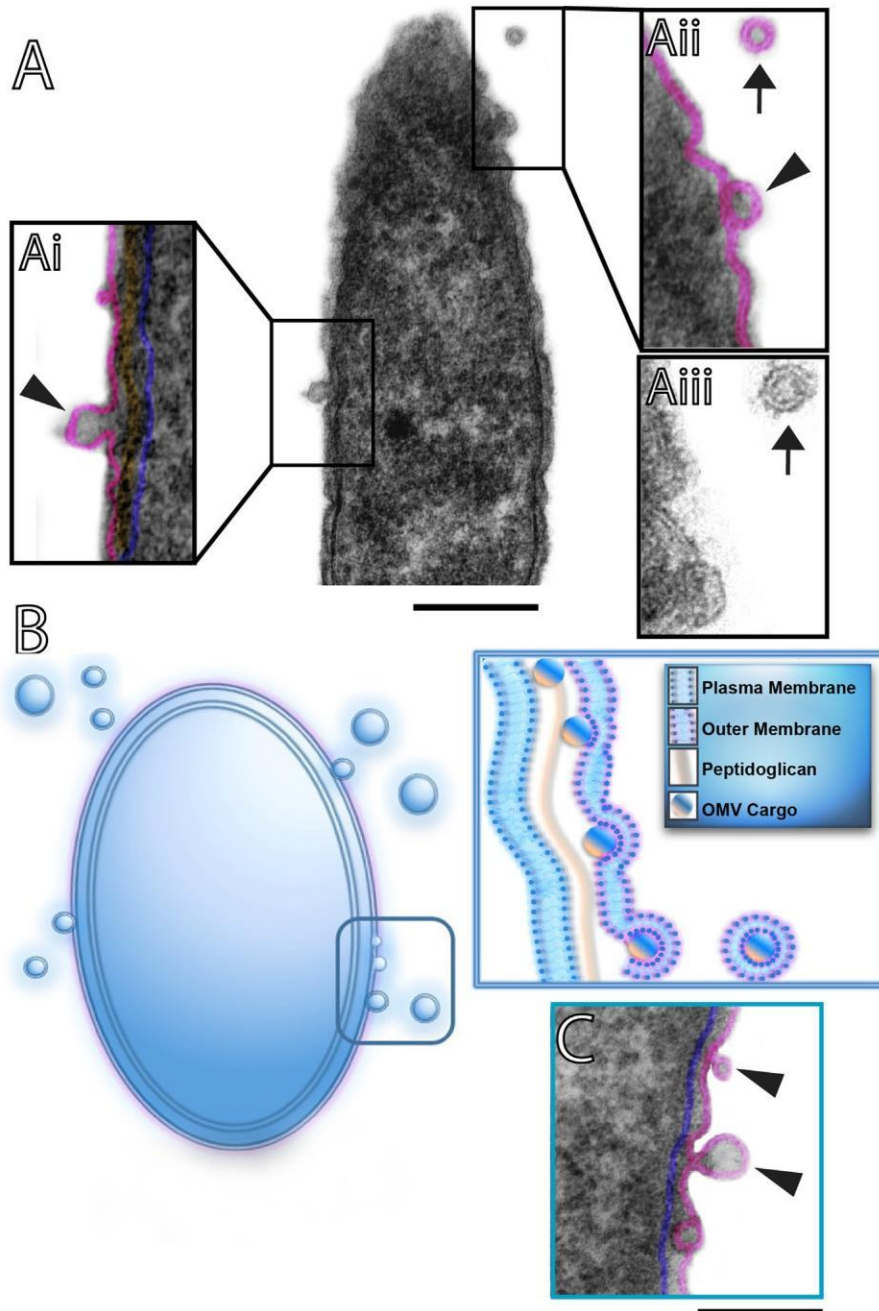 A
Aii
Ai
Aiii
B
Plasma Membrane
Outer Membrane
Peptidoglican
OMV Cargo
C